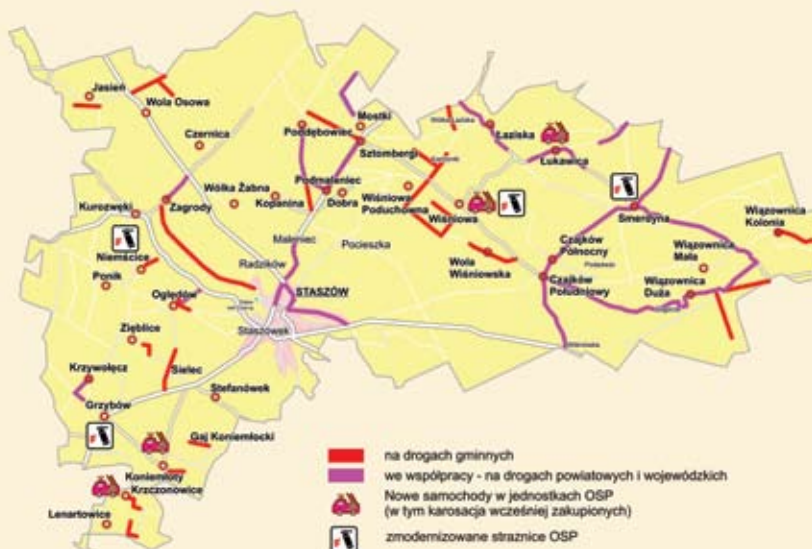 Jasień
Wola Osowa
Czernica
Mostki
Pondębowiec
Sztombergi
Łaziska
Łukawica
Kurozwęki
Zagrody
Wólka Żabna
Kopanina
Podmaleniec
Dobra
Wiśniowa
Poduchowna
Wiśniowa
Smerdyna
Wiązownica -
Kolonia
Niemścice
Maleniec
Pocieszka
Radzików
Wola
Wiśniowska
Czajków
Północny
Wiązownica
Mała
Ponik
Oględów
STASZÓW
Czajków
Południowy
Wiązownica
Duża
Staszówek
Zięblice
Krzywołęcz
Sielec
Stefanówek
Grzybów
Gaj Koniemłocki
Koniemłoty
Krzczonowice
Lenartowice
na drogach gminnych
we współpracy - na drogach powiatowych i wojewódzkich
Nowe samochody w jednostkach OSP
(w tym karosacja wcześniej zakupionych)
zmodernizowane strażnice OSP